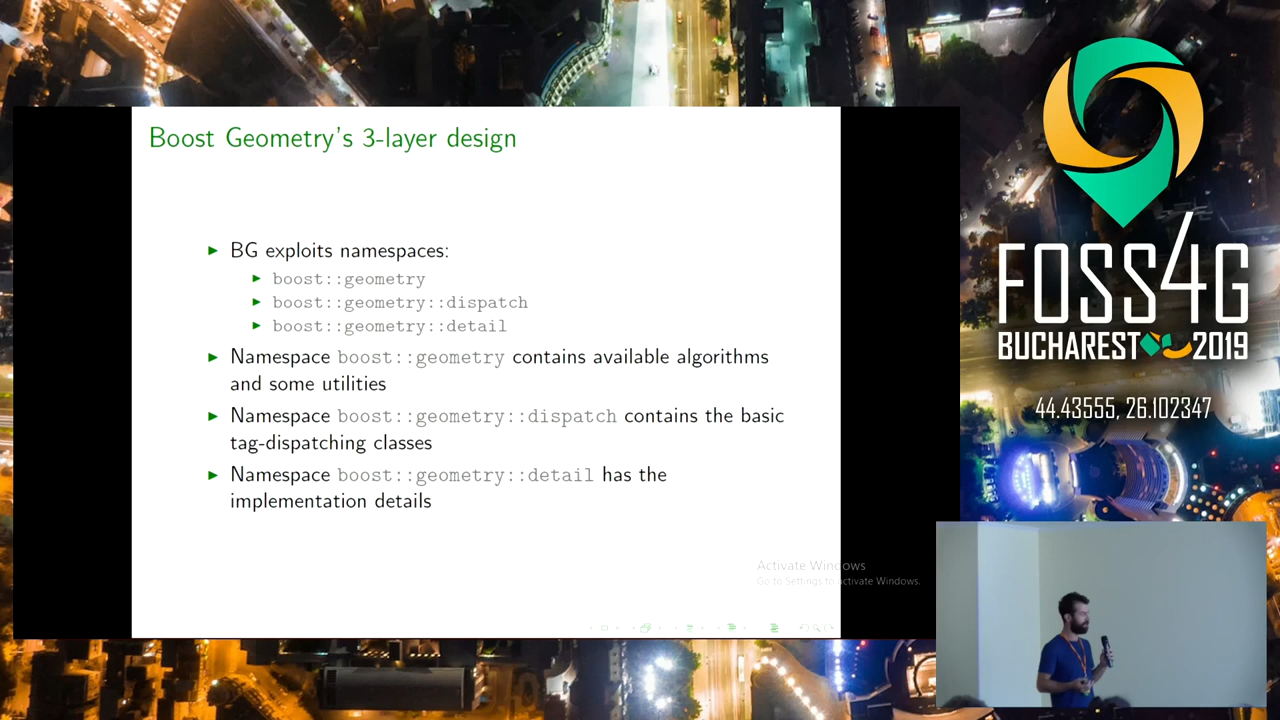 Boost Geometry's 3-layer design
BG exploits namespaces:
boost::geometry
boost::geometry::dispatch
boost::geometry::detail
Namespace boost::geometry contains available algorithms
and some utilities
Namespace boost::geometry::dispatch contains the basic
tag-dispatching classes
Namespace boost::geometry::detail has the
implementation details
Activate Windows
Go to Settings to activate Windows.
FOSS4G
BUCHAREST 2019
44.43555, 26.102347